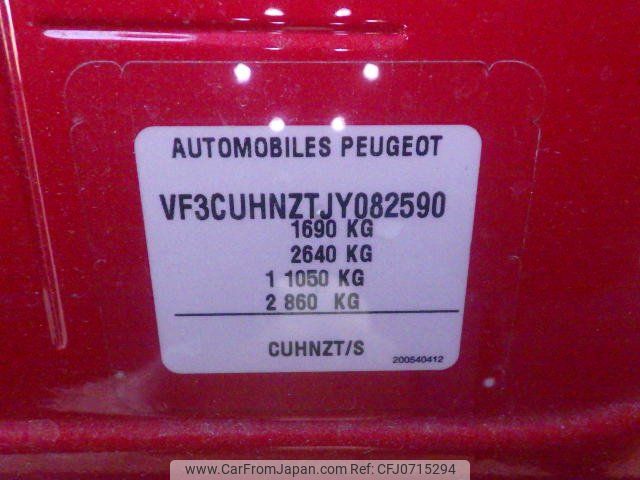 AUTOMOBILES PEUGEOT
VF3CUHNZTJY082590
1690 KG
2640 KG
1 1050 KG
2 860 KG
CUHNZT/S
200540412
www.CarFromJapan.com CFJ0715294